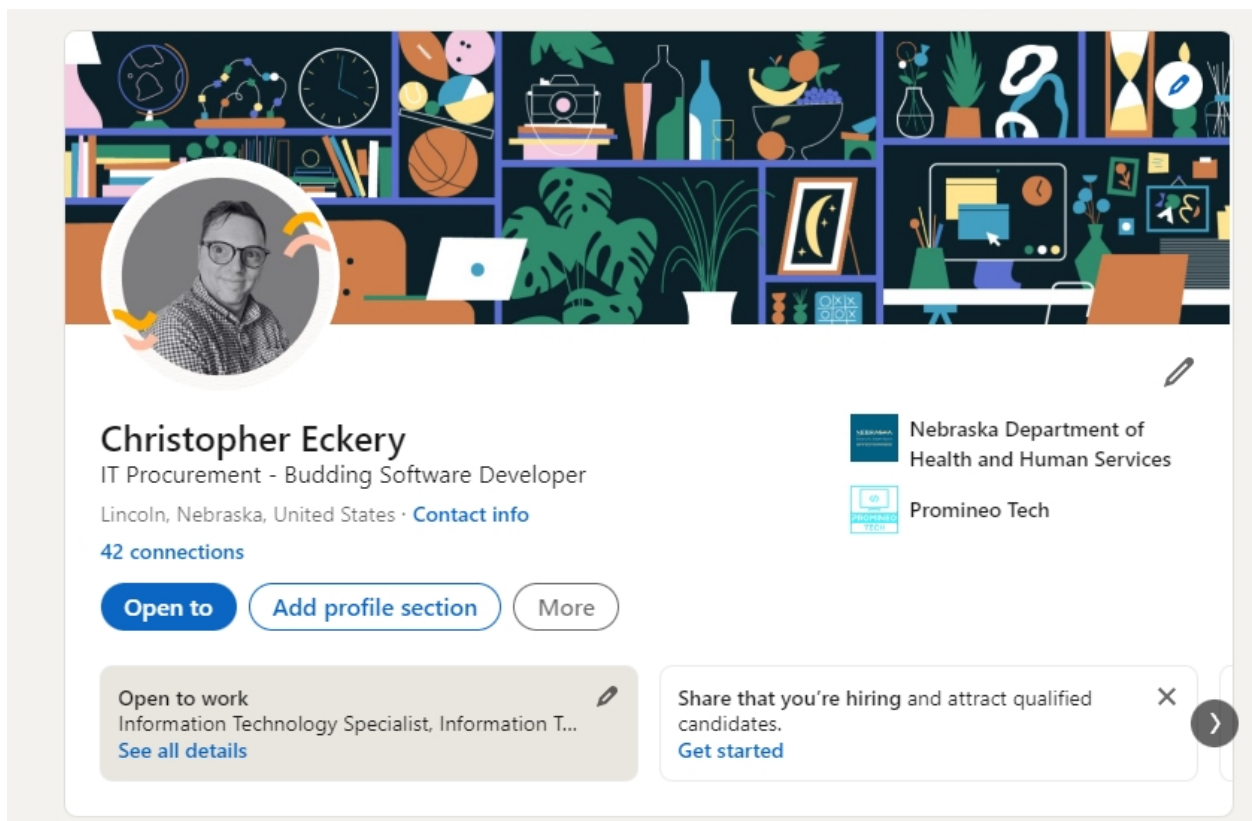 Christopher Eckery
IT Procurement - Budding Software Developer
Lincoln, Nebraska, United States · Contact info
42 connections
Nebraska Department of
Health and Human Services
PROMINEO
TECH
Promineo Tech
Open to
Add profile section
More
Open to work
Information Technology Specialist, Information T...
See all details
Share that you're hiring and attract qualified
candidates.
Get started